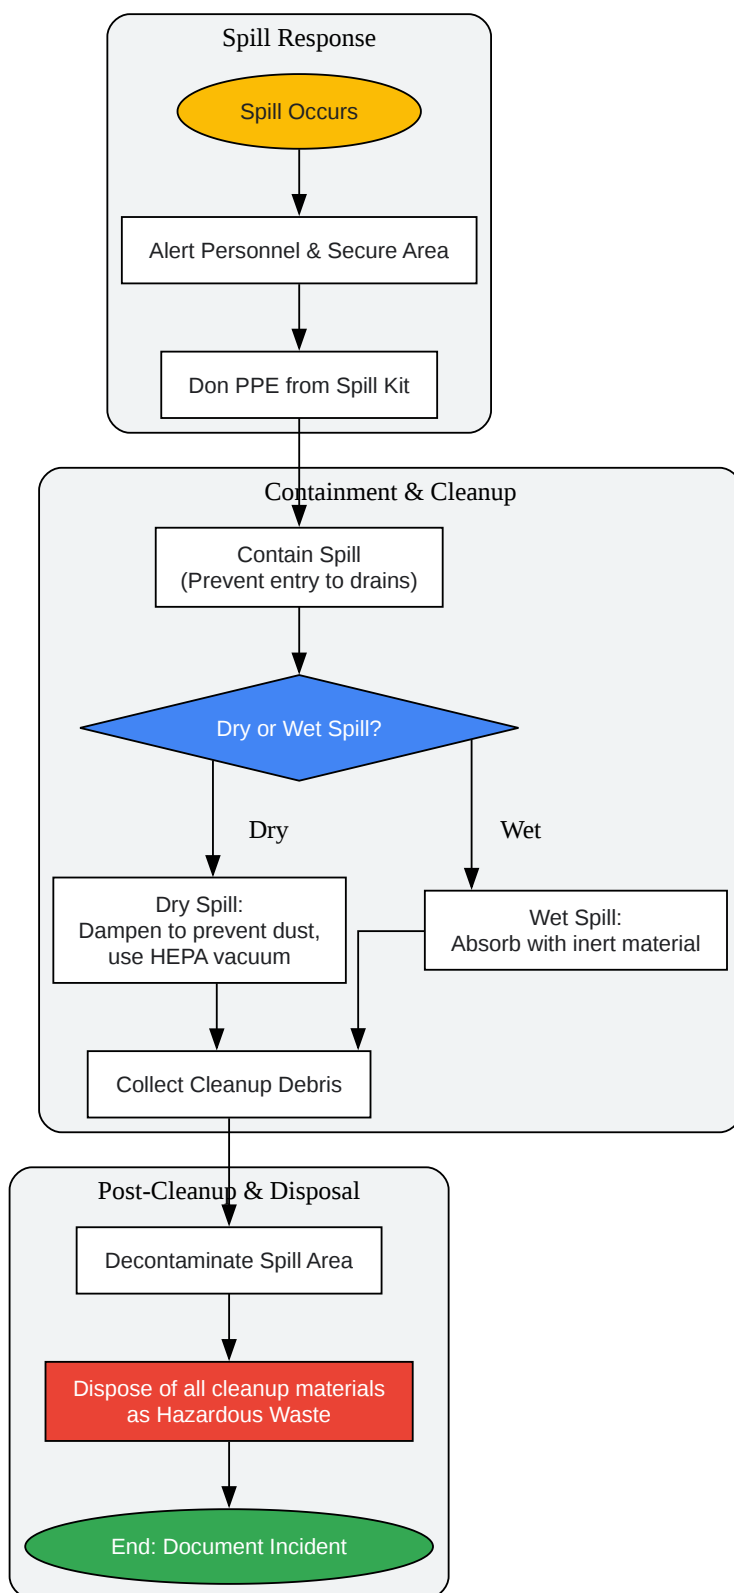 Spill Response
Spill Occurs
Alert Personnel & Secure Area
Don PPE from Spill Kit
Containment & Cleanup
Contain Spill
(Prevent entry to drains)
Dry or Wet Spill?
Dry
Wet
Dry Spill:
Dampen to prevent dust,
use HEPA vacuum
Wet Spill:
Absorb with inert material
Collect Cleanup Debris
Post-Cleanup & Disposal
Decontaminate Spill Area
Dispose of all cleanup materials
as Hazardous Waste
End: Document Incident